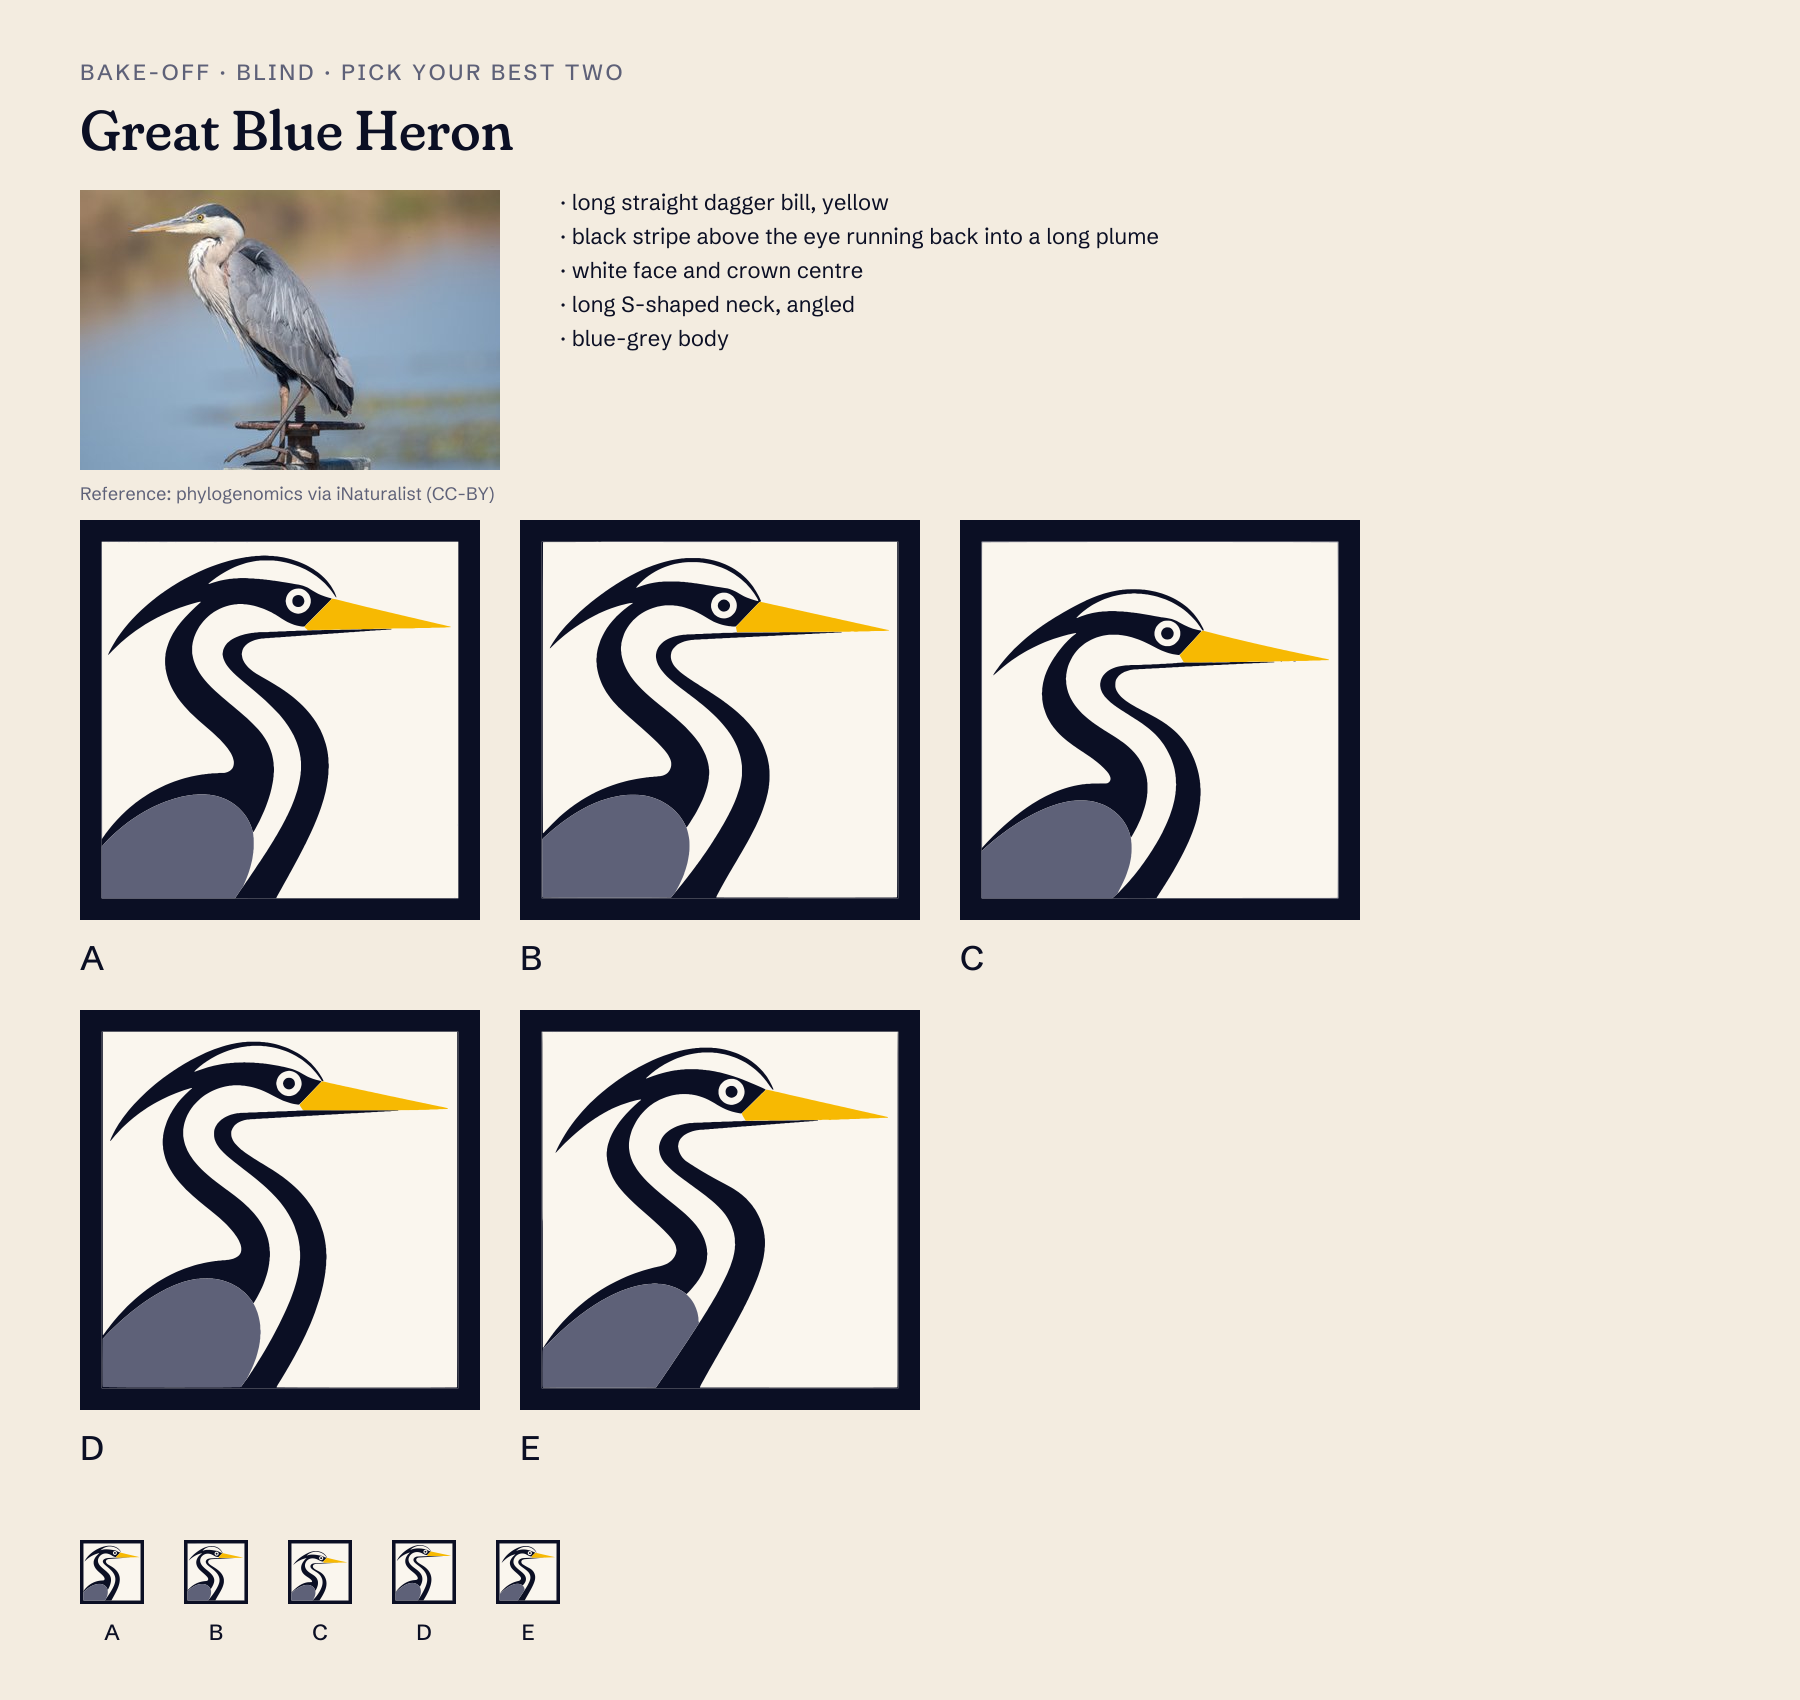 BAKE-OFF · BLIND · PICK YOUR BEST TWO
Great Blue Heron
· long straight dagger bill, yellow
· black stripe above the eye running back into a long plume
· white face and crown centre
· long S-shaped neck, angled
· blue-grey body
Reference: phylogenomics via iNaturalist (CC-BY)
A
B
C
D
E
A
B
C
D
E